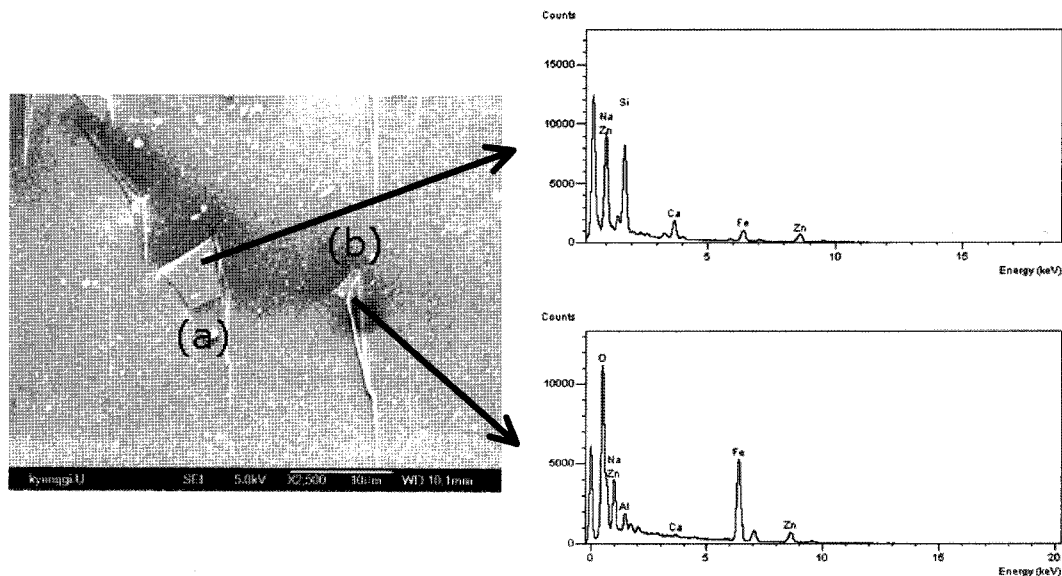 Counts
15000
10000
5000
0
Na
Zn
Si
Ca
Fe
Zn
5
10
15
Energy (keV)
(a)
(b)
kyonggi.U SEI 5.0kV X2,500 10μm WD 10.1mm
Counts
10000
5000
0
O
Na
Zn
Al
Ca
Fe
Zn
0
5
10
15
20
Energy (keV)